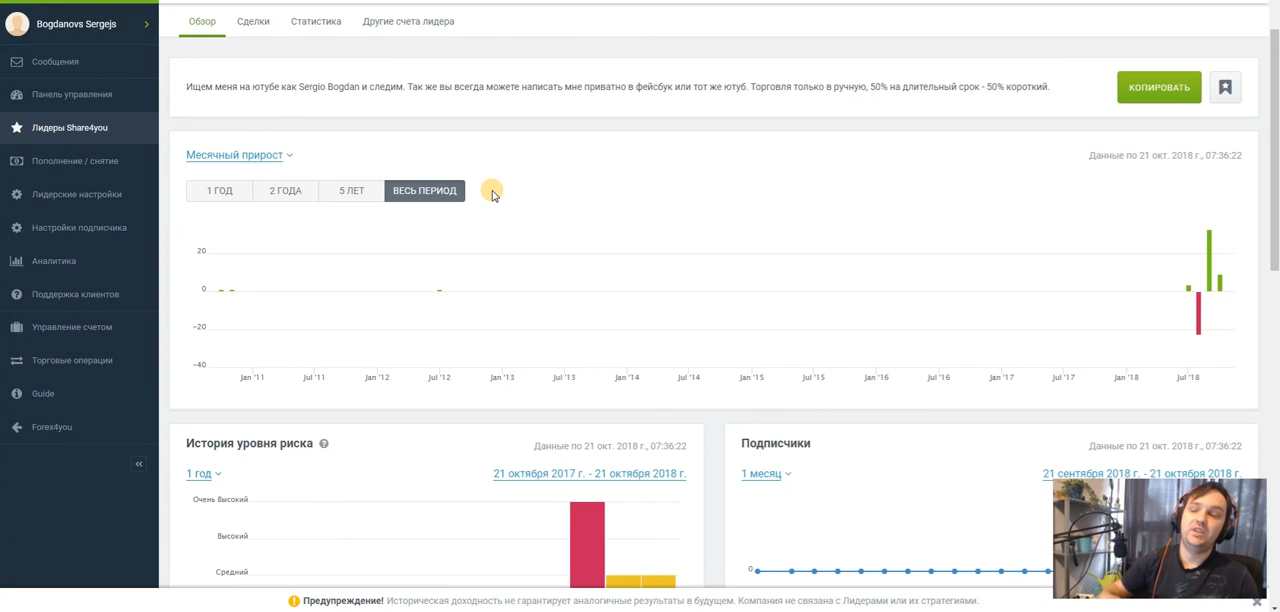 Bogdanovs Sergejs
Сообщения
Панель управления
Лидеры Share4you
Пополнение / снятие
Лидерские настройки
Настройки подписчика
Аналитика
Поддержка клиентов
Управление счетом
Торговые операции
Guide
Forex4you
Обзор Сделки Статистика Другие счета лидера
Ищем меня на ютубе как Sergio Bogdan и следим. Так же вы всегда можете написать мне приватно в фейсбук или тот же ютуб. Торговля только в ручную, 50% на длительный срок - 50% короткий.
КОПИРОВАТЬ
Месячный прирост
Данные по 21 окт. 2018 г., 07:36:22
1 ГОД 2 ГОДА 5 ЛЕТ ВЕСЬ ПЕРИОД
20
0
-20
-40
Jan '11 Jul '11 Jan '12 Jul '12 Jan '13 Jul '13 Jan '14 Jul '14 Jan '15 Jul '15 Jan '16 Jul '16 Jan '17 Jul '17 Jan '18 Jul '18
История уровня риска
Данные по 21 окт. 2018 г., 07:36:22
1 год
21 октября 2017 г. - 21 октября 2018 г.
Очень Высокий
Высокий
Средний
Подписчики
Данные по 21 окт. 2018 г., 07:36:22
1 месяц
21 сентября 2018 г. - 21 октября 2018 г.
0
Предупреждение! Историческая доходность не гарантирует аналогичные результаты в будущем. Компания не связана с Лидерами или их стратегиями.